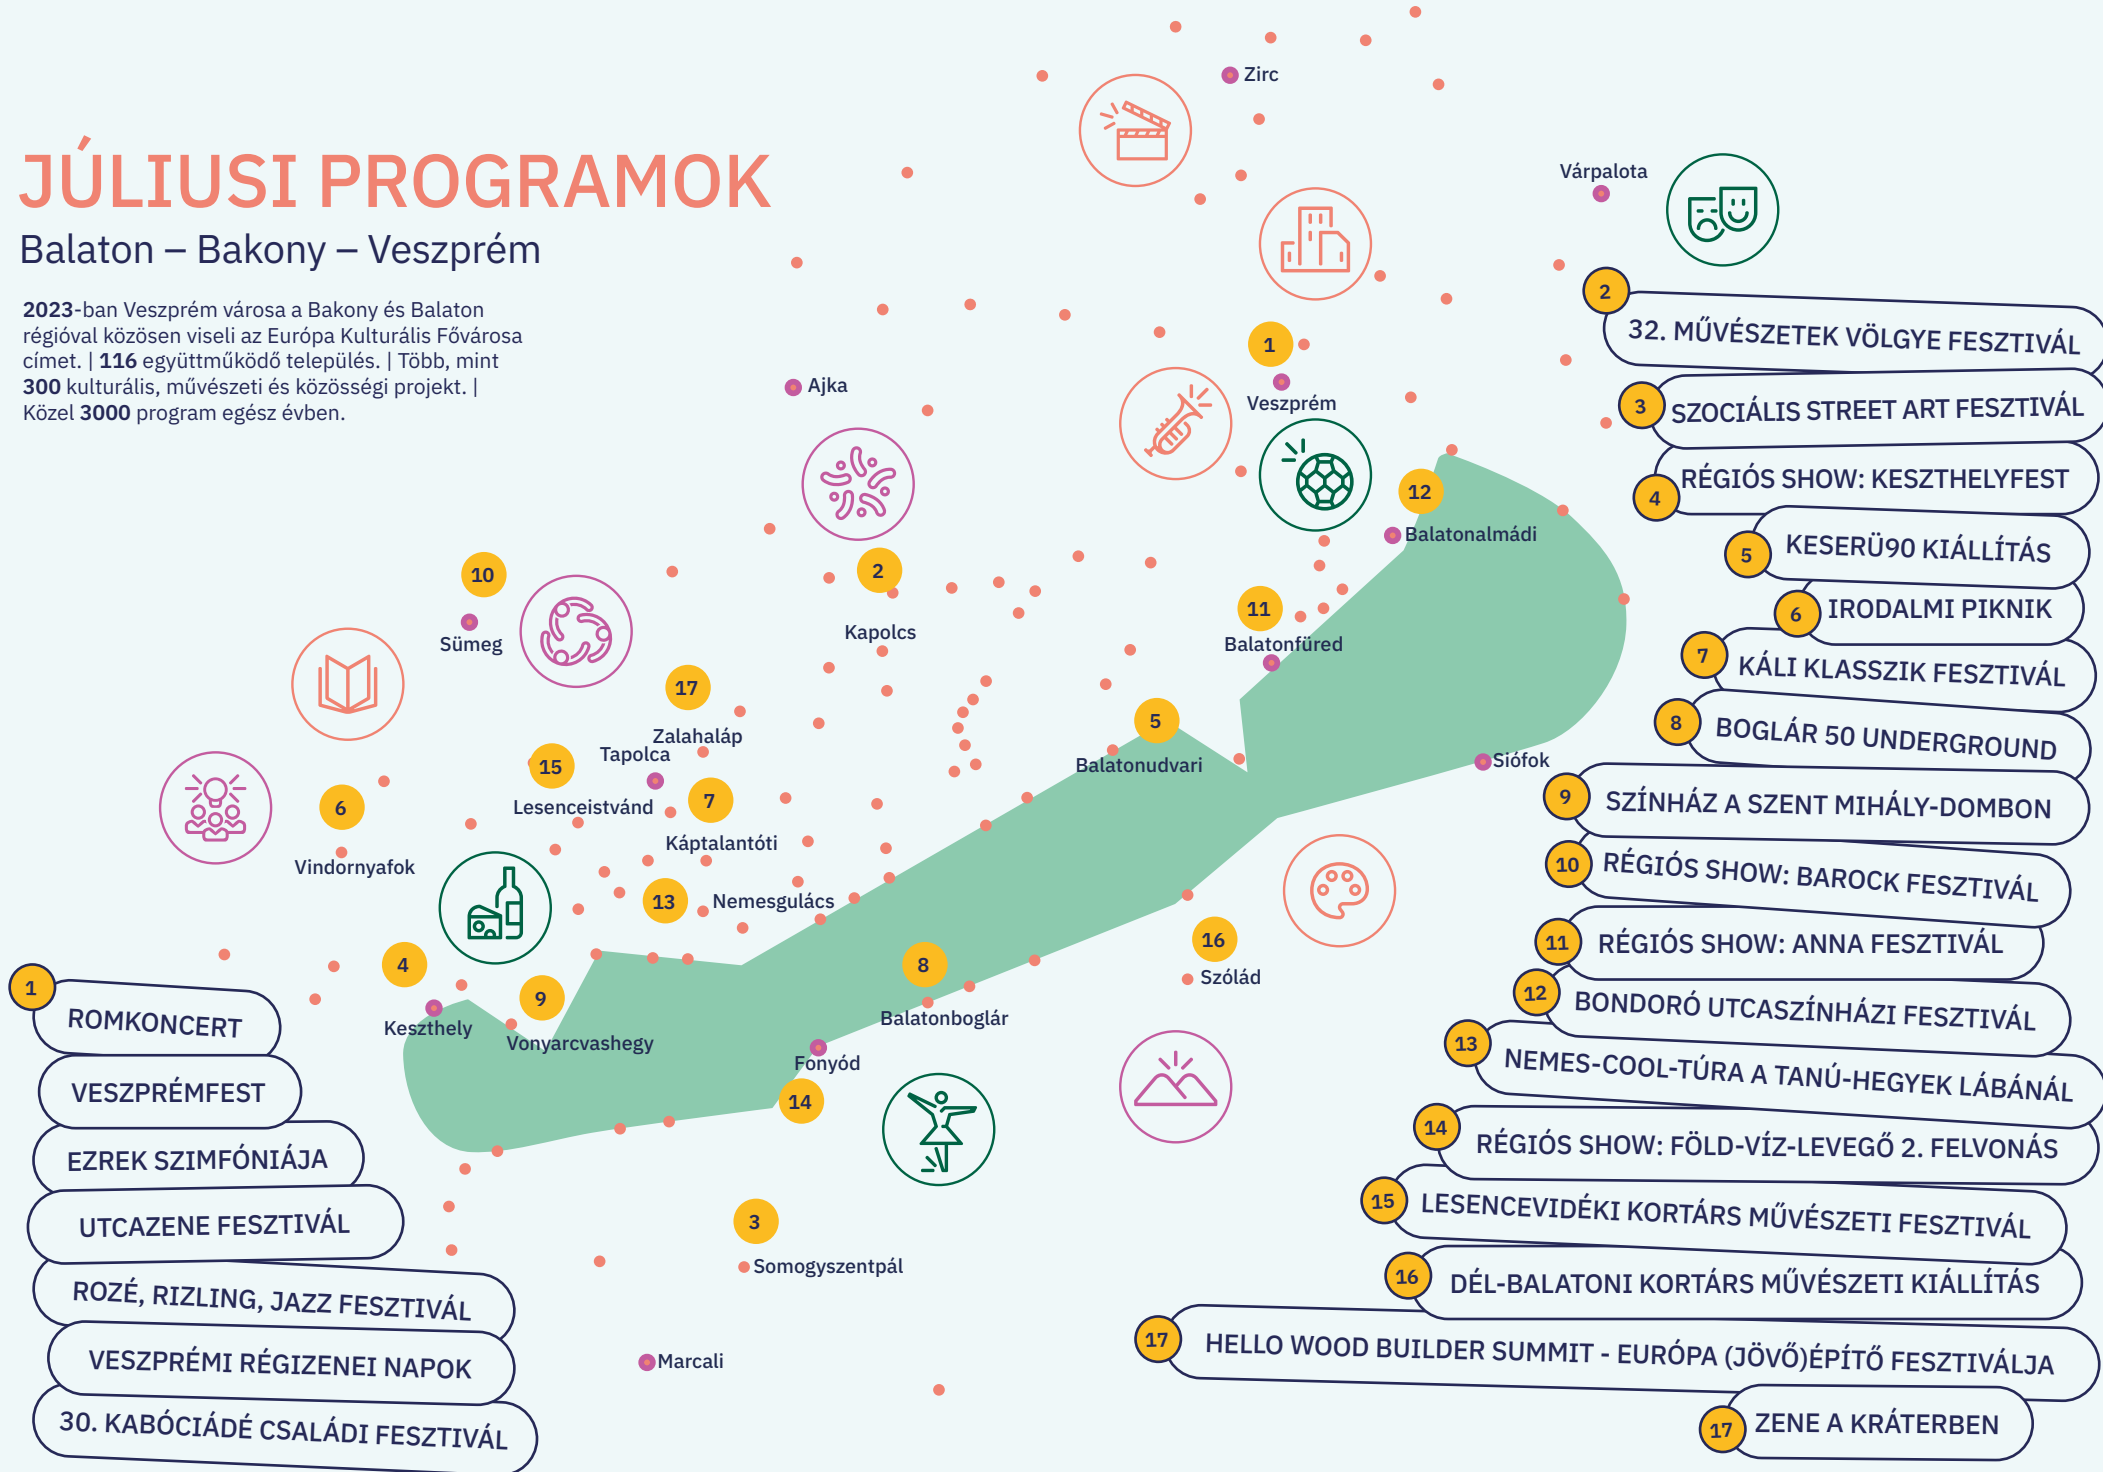 JÚLIUSI PROGRAMOK
Balaton – Bakony – Veszprém
2023-ban Veszprém városa a Bakony és Balaton
régióval közösen viseli az Európa Kulturális Fővárosa
címet. | 116 együttműködő település. | Több, mint
300 kulturális, művészeti és közösségi projekt. |
Közel 3000 program egész évben.
Zirc
Várpalota
1
Veszprém
Ajka
12
Balatonalmádi
10
Sümeg
2
Kapolcs
11
Balatonfüred
17
Zalahaláp
5
Balatonudvari
Siófok
Tapolca
15
Lesenceistvánd
7
Káptalantóti
6
Vindornyafok
13
Nemesgulács
4
Keszthely
9
Vonyarcvashegy
8
Balatonboglár
16
Szólád
Fonyód
14
3
Somogyszentpál
Marcali
1
ROMKONCERT
VESZPRÉMFEST
EZREK SZIMFÓNIÁJA
UTCAZENE FESZTIVÁL
ROZÉ, RIZLING, JAZZ FESZTIVÁL
VESZPRÉMI RÉGIZENEI NAPOK
30. KABÓCIÁDÉ CSALÁDI FESZTIVÁL
2
32. MŰVÉSZETEK VÖLGYE FESZTIVÁL
3
SZOCIÁLIS STREET ART FESZTIVÁL
4
RÉGIÓS SHOW: KESZTHELYFEST
5
KESERÜ90 KIÁLLÍTÁS
6
IRODALMI PIKNIK
7
KÁLI KLASSZIK FESZTIVÁL
8
BOGLÁR 50 UNDERGROUND
9
SZÍNHÁZ A SZENT MIHÁLY-DOMBON
10
RÉGIÓS SHOW: BAROCK FESZTIVÁL
11
RÉGIÓS SHOW: ANNA FESZTIVÁL
12
BONDORÓ UTCASZÍNHÁZI FESZTIVÁL
13
NEMES-COOL-TÚRA A TANÚ-HEGYEK LÁBÁNÁL
14
RÉGIÓS SHOW: FÖLD-VÍZ-LEVEGŐ 2. FELVONÁS
15
LESENCEVIDÉKI KORTÁRS MŰVÉSZETI FESZTIVÁL
16
DÉL-BALATONI KORTÁRS MŰVÉSZETI KIÁLLÍTÁS
17
HELLO WOOD BUILDER SUMMIT - EURÓPA (JÖVŐ)ÉPÍTŐ FESZTIVÁLJA
17
ZENE A KRÁTERBEN